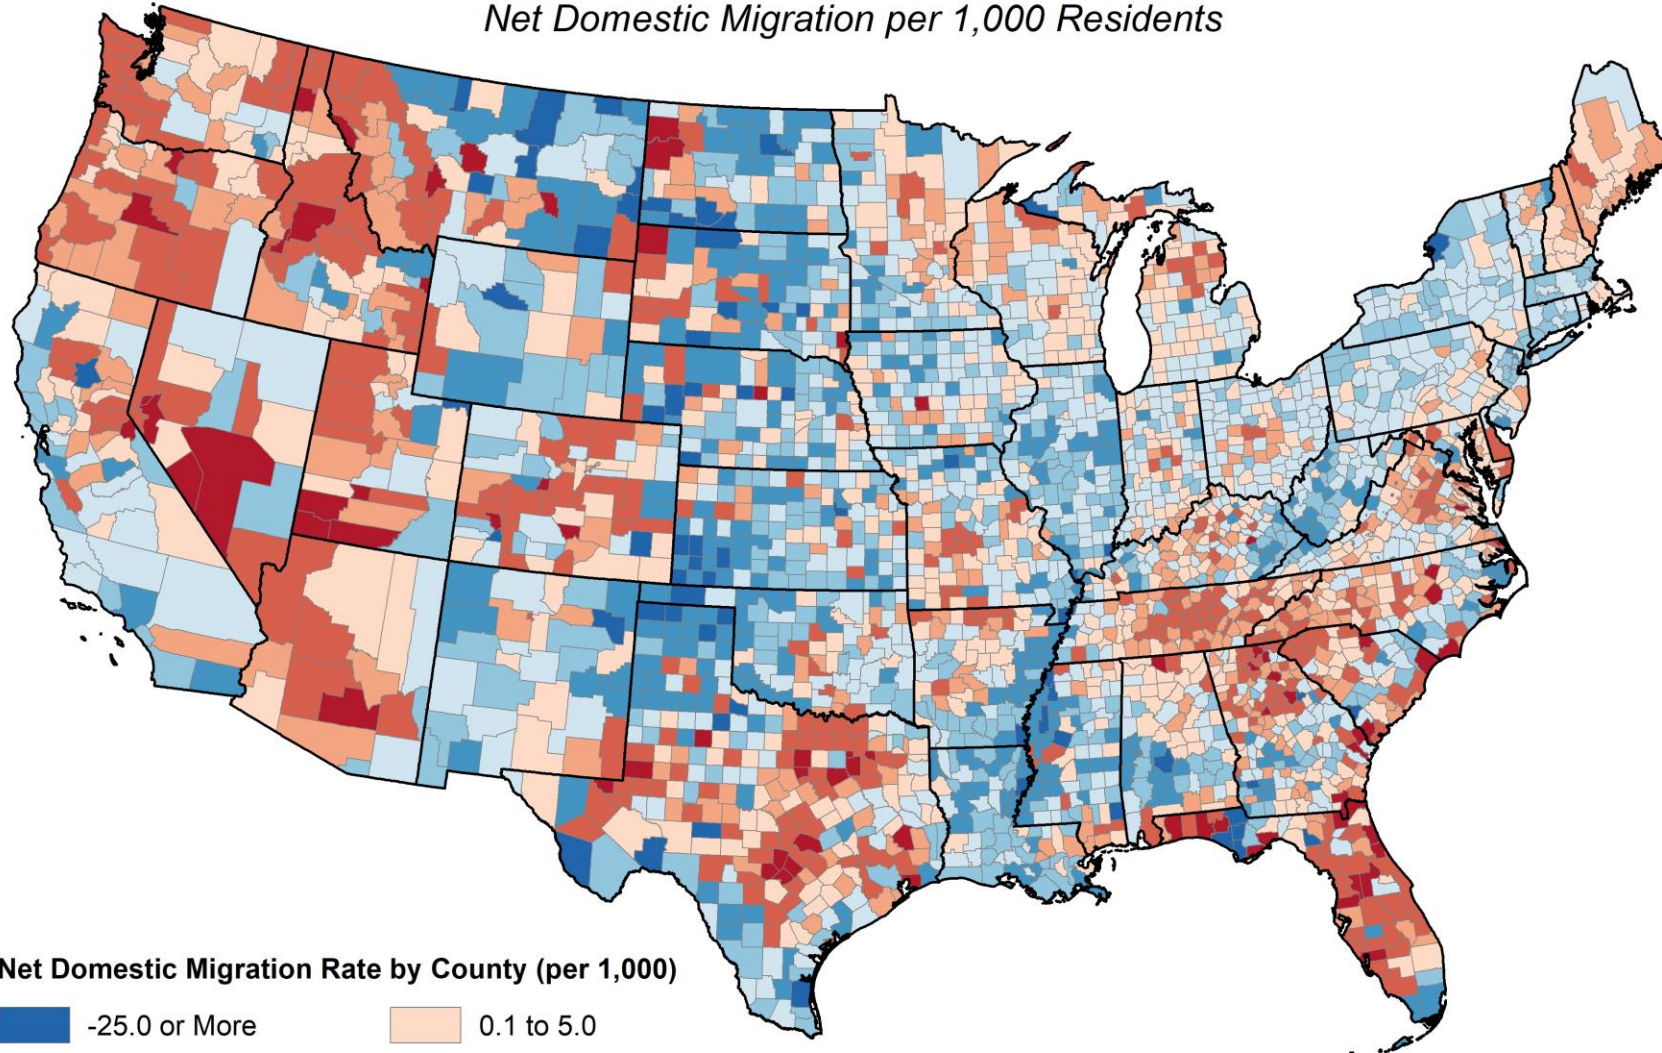 Net Domestic Migration per 1,000 Residents
Net Domestic Migration Rate by County (per 1,000)
-25.0 or More
0.1 to 5.0